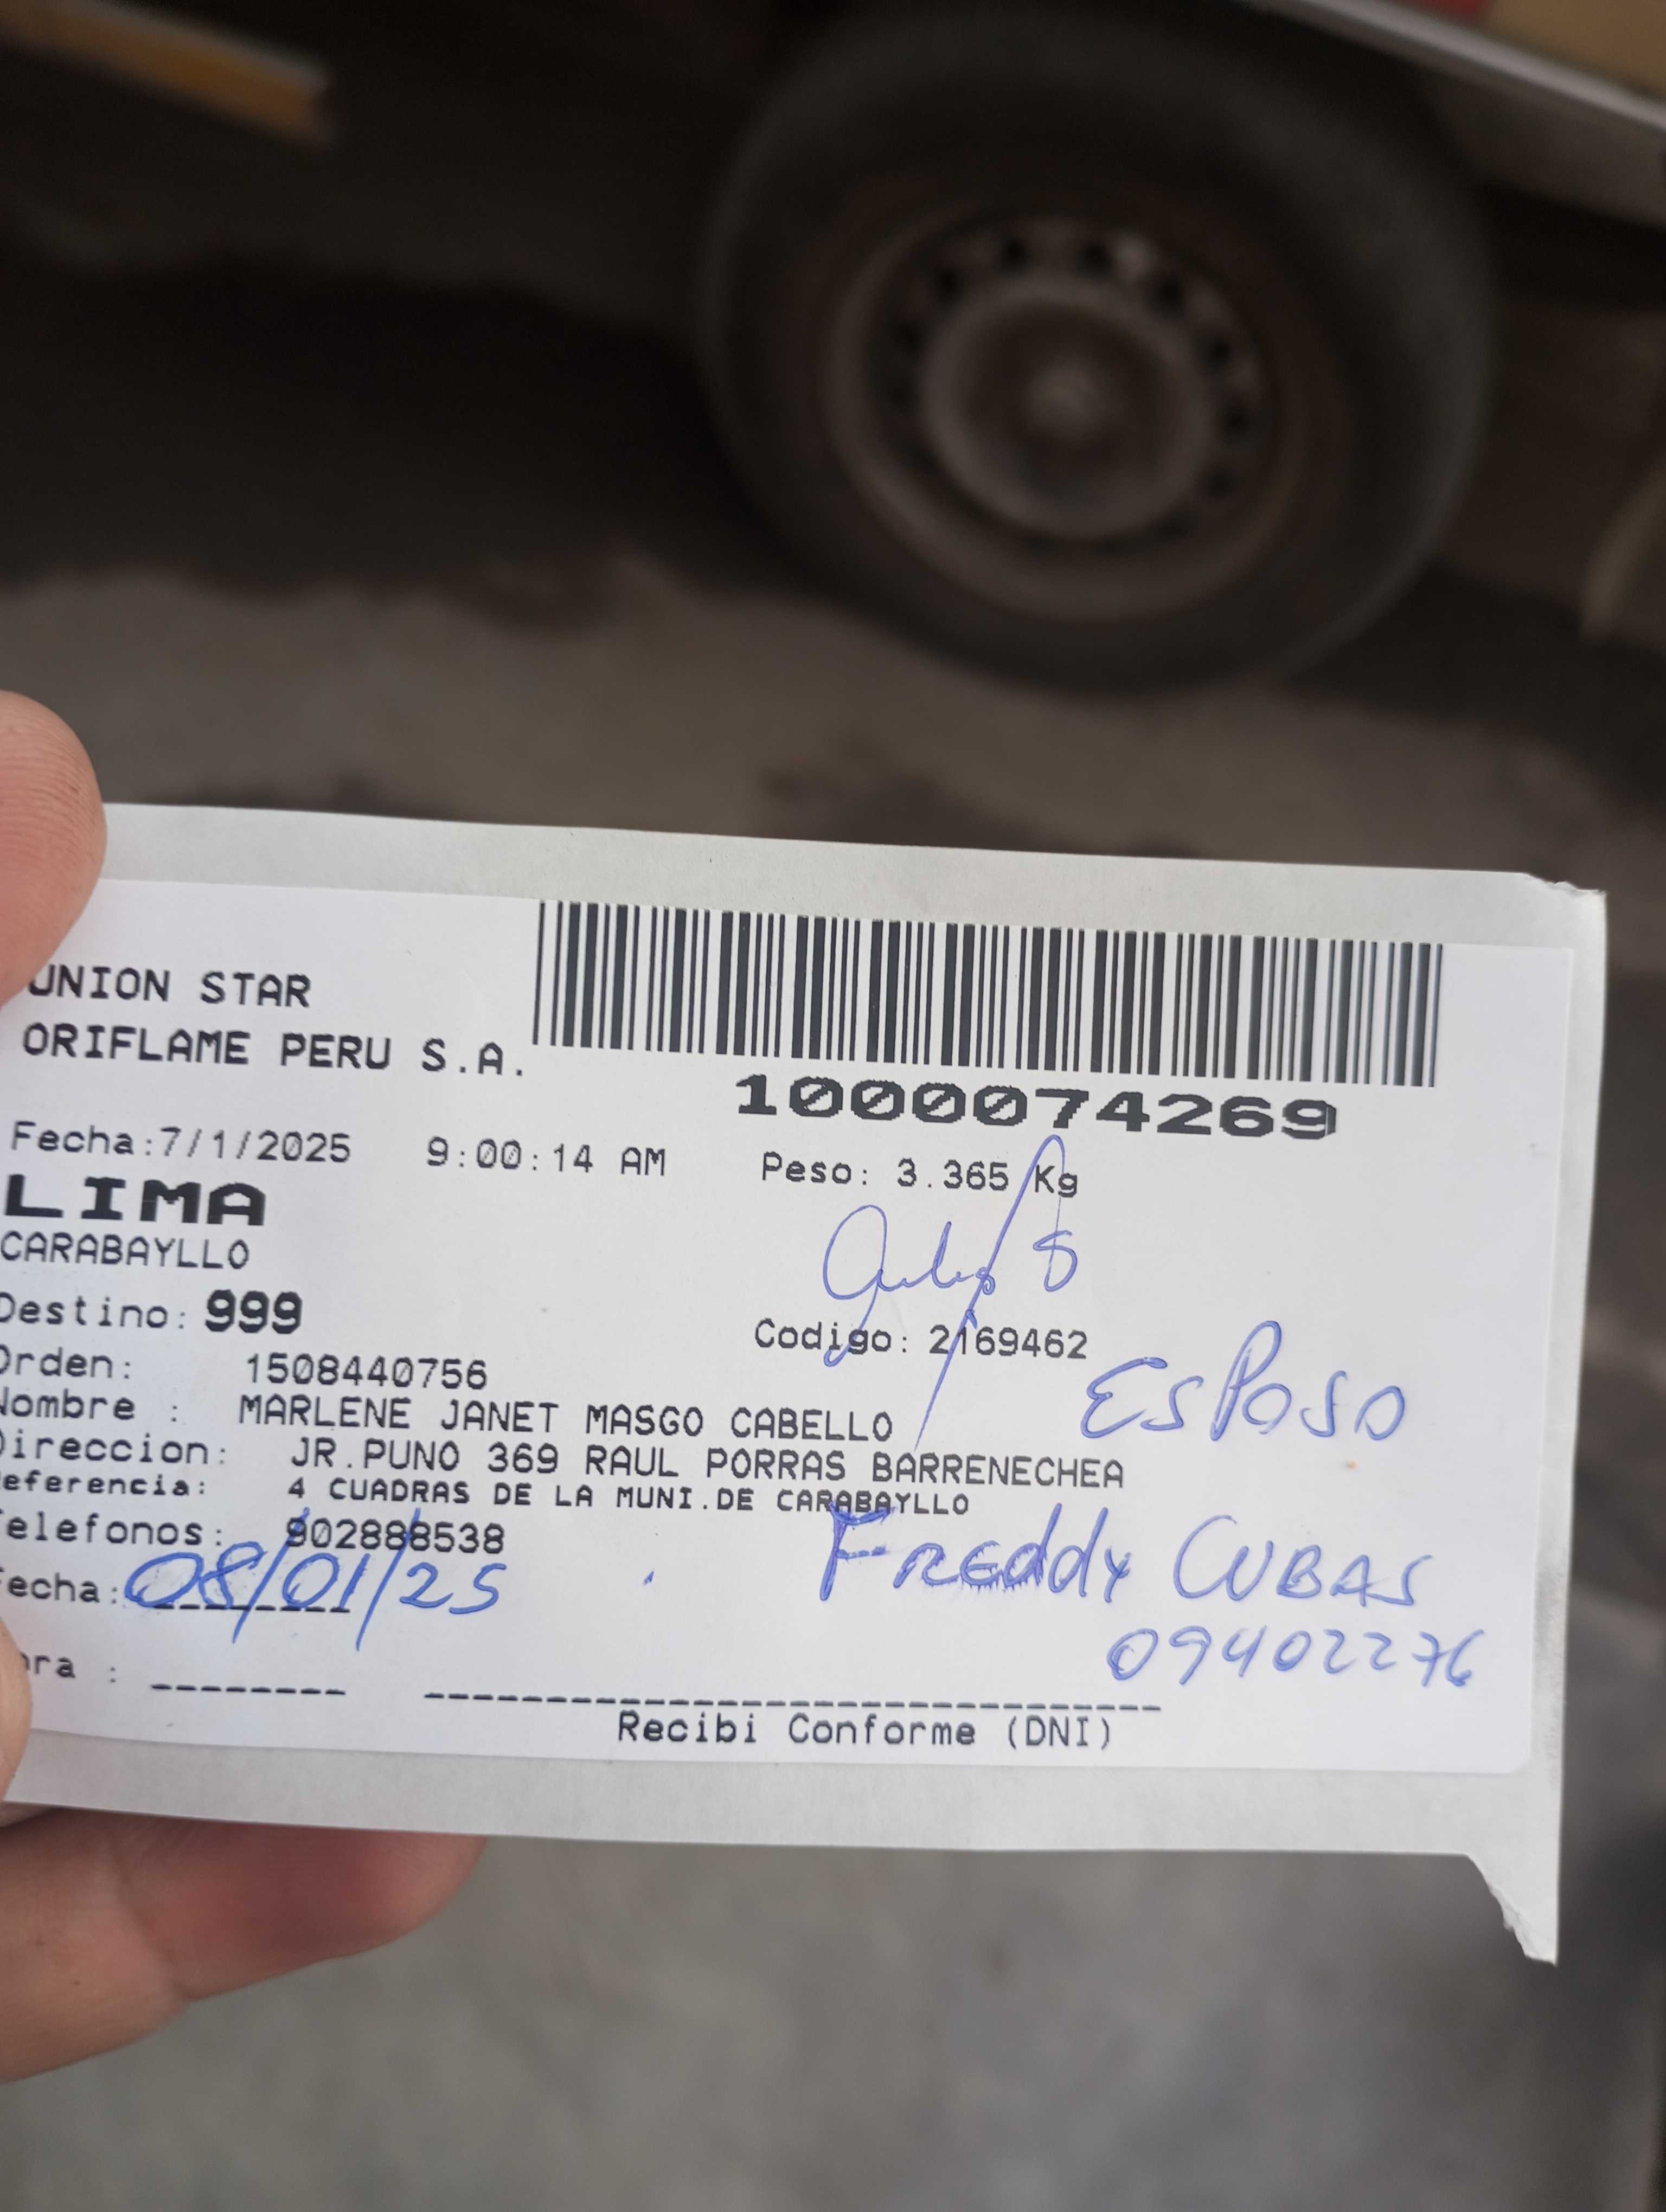 UNION STAR
ORIFLAME PERU S.A.
1000074269
Fecha:7/1/2025 9:00:14 AM Peso: 3.365 Kg
LIMA
CARABAYLLO
Destino: 999
Codigo: 2169462
Orden: 1508440756
ESPOSO
Nombre : MARLENE JANET MASGO CABELLO
Direccion: JR.PUNO 369 RAUL PORRAS BARRENECHEA
Referencia: 4 CUADRAS DE LA MUNI.DE CARABAYLLO
Telefonos: 902888538
Freddy CUBAS
Fecha: 08/01/25
09402276
ora :
Recibi Conforme (DNI)